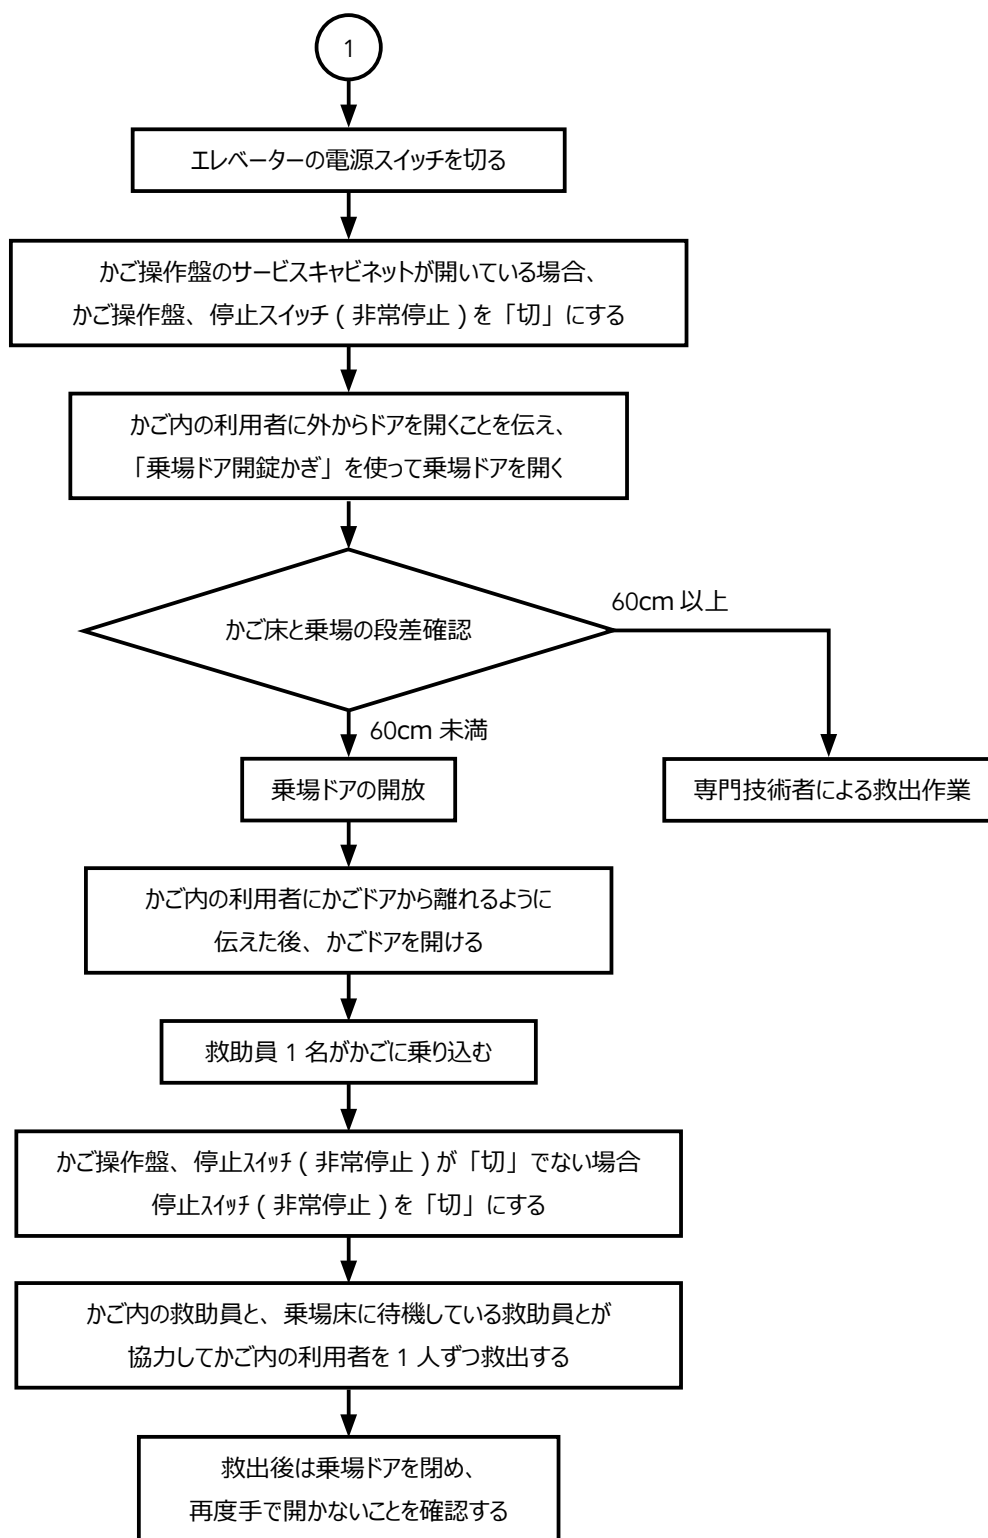 1
エレベーターの電源スイッチを切る
かご操作盤のサービスキャビネットが開いている場合、
かご操作盤、停止スイッチ ( 非常停止 ) を「切」にする
かご内の利用者に外からドアを開くことを伝え、
「乗場ドア開錠かぎ」を使って乗場ドアを開く
60cm 以上
かご床と乗場の段差確認
60cm 未満
乗場ドアの開放
専門技術者による救出作業
かご内の利用者にかごドアから離れるように
伝えた後、かごドアを開ける
救助員 1 名がかごに乗り込む
かご操作盤、停止ｽｲｯﾁ ( 非常停止 ) が「切」でない場合
停止ｽｲｯﾁ ( 非常停止 ) を「切」にする
かご内の救助員と、乗場床に待機している救助員とが
協力してかご内の利用者を 1 人ずつ救出する
救出後は乗場ドアを閉め、
再度手で開かないことを確認する